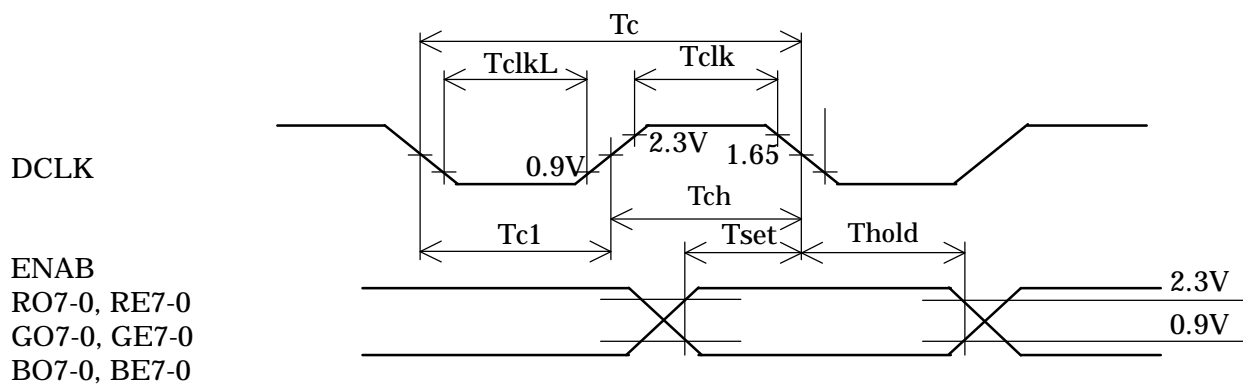 Tc
TclkL
Tclk
DCLK
0.9V
2.3V
1.65
Tch
Tc1
Tset
Thold
ENAB
RO7-0, RE7-0
GO7-0, GE7-0
BO7-0, BE7-0
2.3V
0.9V